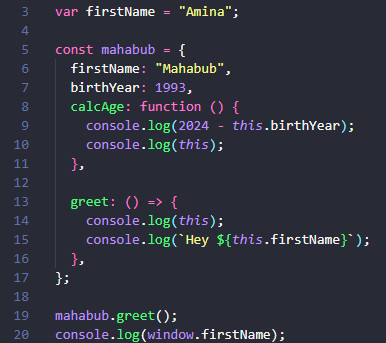 3 var firstName = "Amina";
4
5 const mahabub = {
6 firstName: "Mahabub",
7 birthYear: 1993,
8 calcAge: function () {
9 console.log(2024 - this.birthYear);
10 console.log(this);
11 },
12
13 greet: () => {
14 console.log(this);
15 console.log(`Hey ${this.firstName}`);
16 },
17 };
18
19 mahabub.greet();
20 console.log(window.firstName);